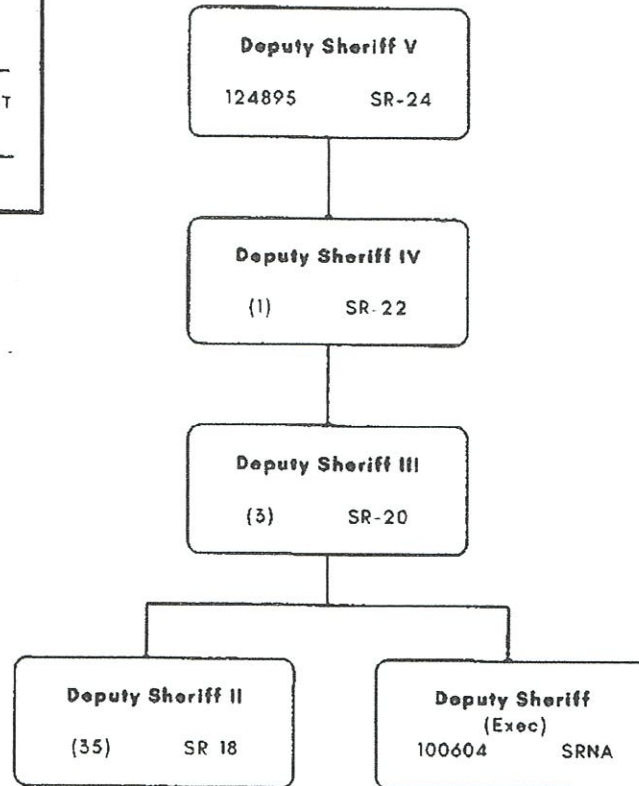 T
Deputy Sheriff V
124895 SR-24
Deputy Sheriff IV
(1) SR-22
Deputy Sheriff III
(3) SR-20
Deputy Sheriff II
(35) SR 18
Deputy Sheriff
(Exec)
100604 SRNA